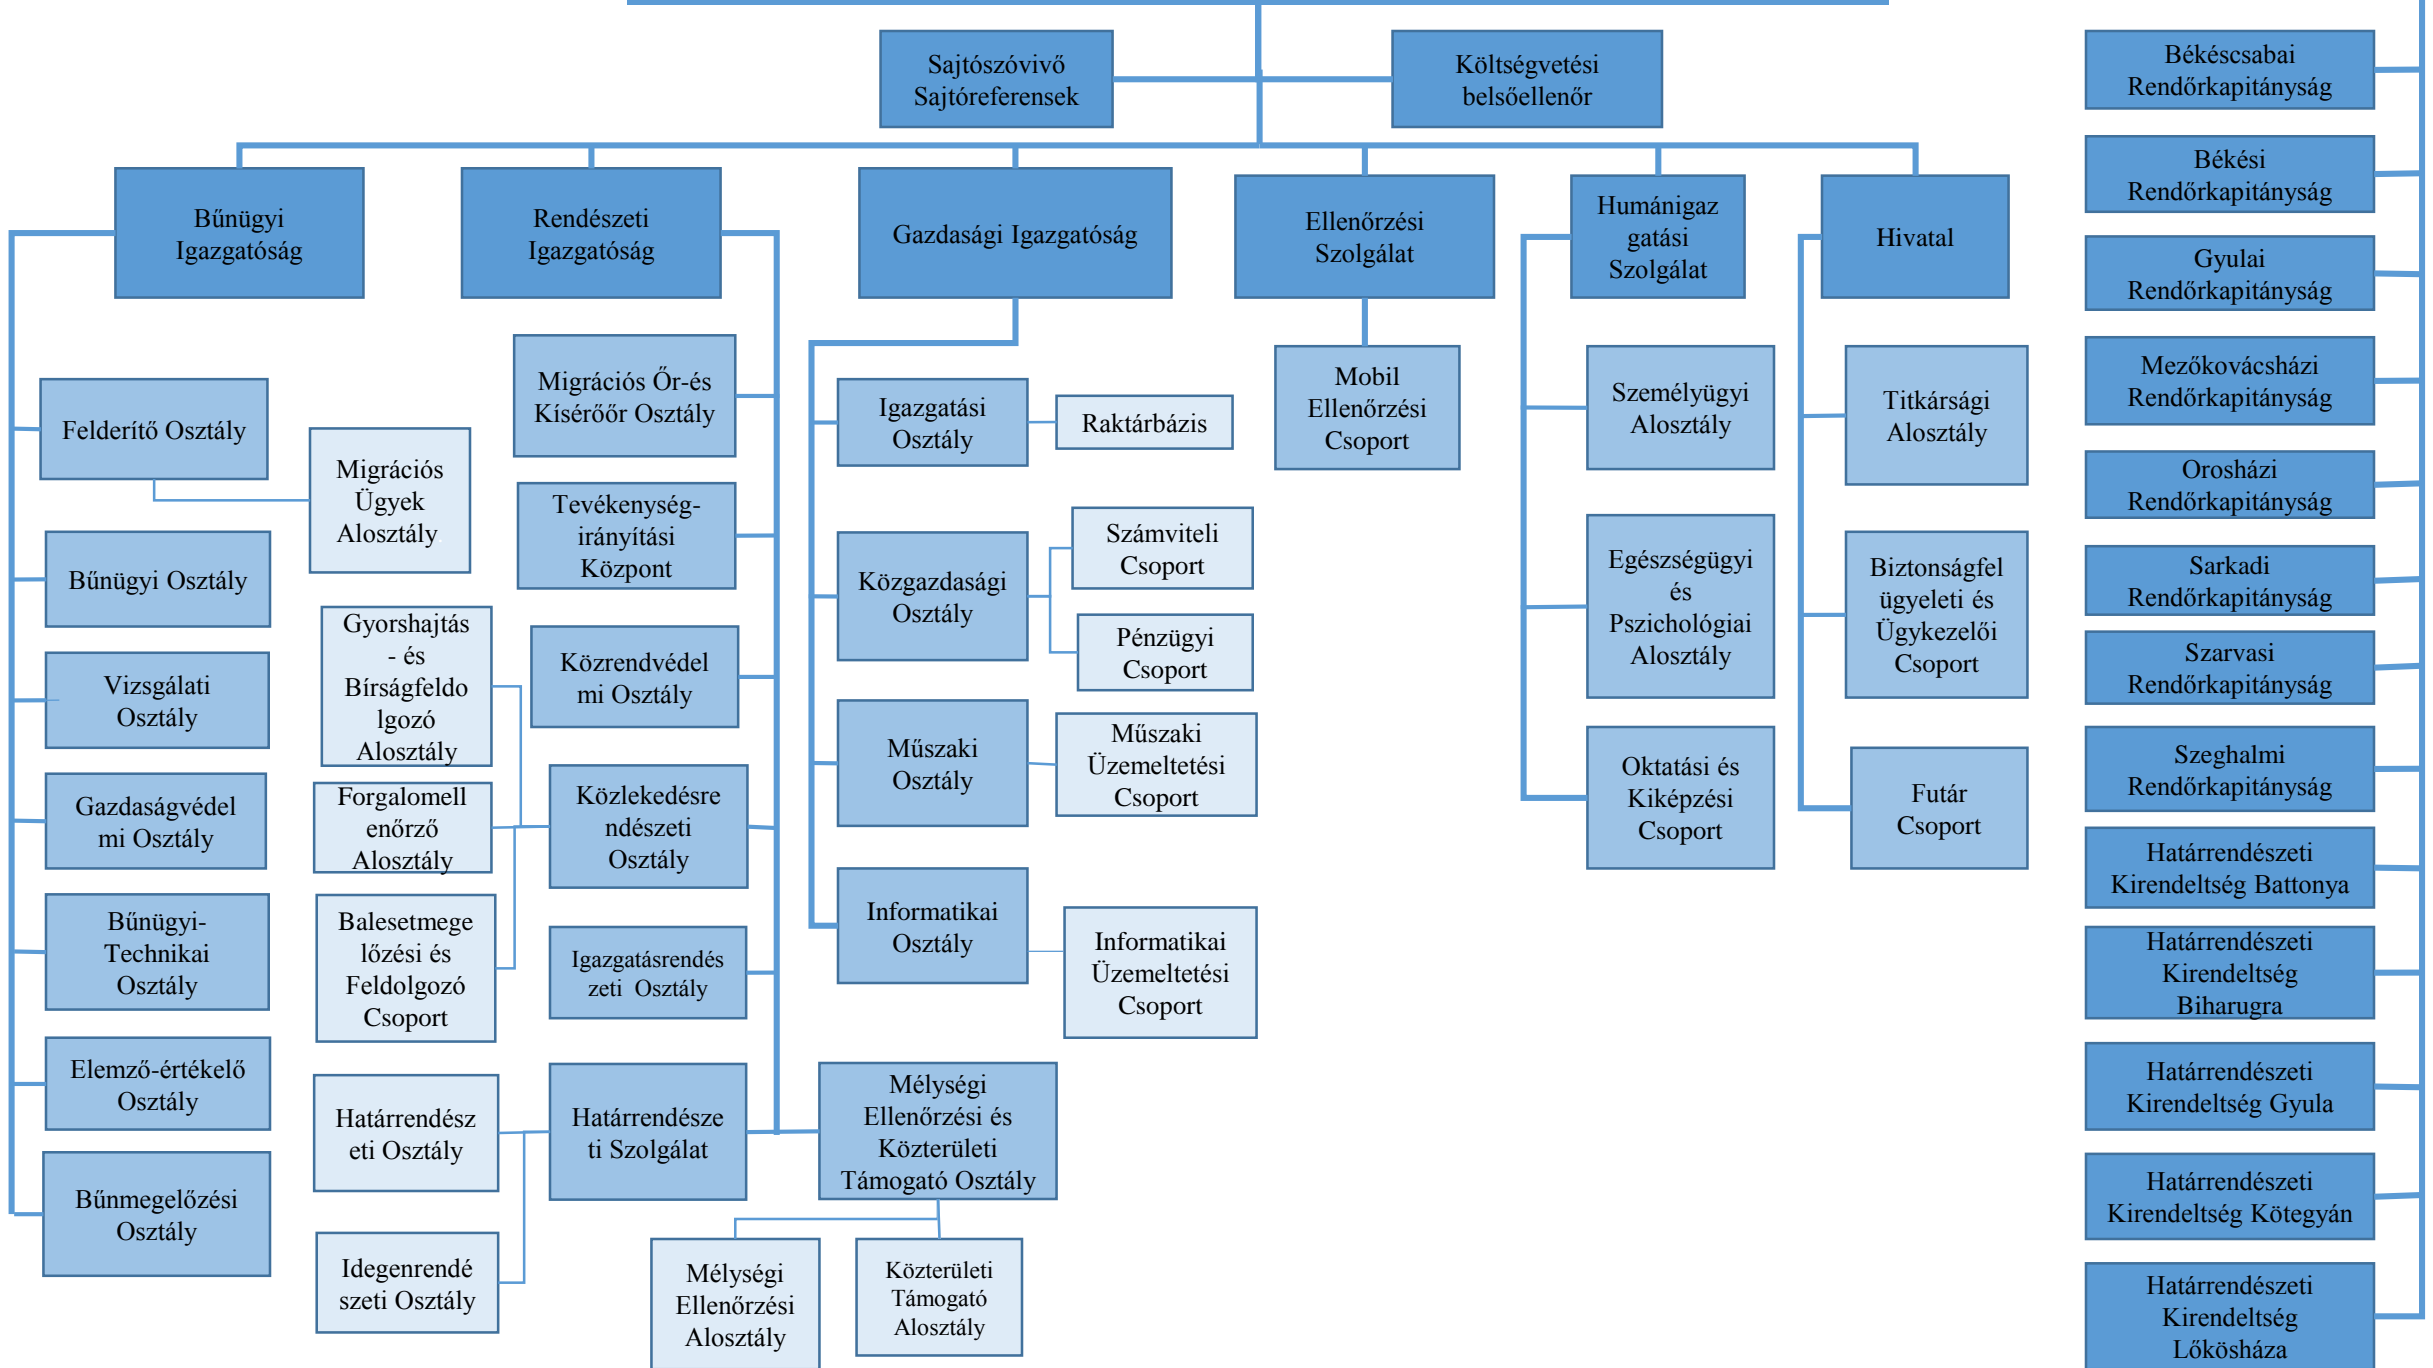 Sajtószóvivő
Sajtóreferensek
Költségvetési
belsőellenőr
Bűnügyi
Igazgatóság
Rendészeti
Igazgatóság
Gazdasági Igazgatóság
Ellenőrzési
Szolgálat
Humánigaz
gatási
Szolgálat
Hivatal
Felderítő Osztály
Migrációs
Ügyek
Alosztály.
Bűnügyi Osztály
Vizsgálati
Osztály
Gazdaságvédel
mi Osztály
Bűnügyi-
Technikai
Osztály
Elemző-értékelő
Osztály
Bűnmegelőzési
Osztály
Migrációs Őr-és
Kísérőőr Osztály
Tevékenység-
irányítási
Központ
Közrendvédel
mi Osztály
Gyorshajtás
- és
Bírságfeldo
lgozó
Alosztály
Forgalomell
enőrző
Alosztály
Balesetmege
lőzési és
Feldolgozó
Csoport
Közlekedésre
ndészeti
Osztály
Igazgatásrendés
zeti Osztály
Határrendész
eti Osztály
Idegenrendé
szeti Osztály
Határrendésze
ti Szolgálat
Mélységi
Ellenőrzési és
Közterületi
Támogató Osztály
Mélységi
Ellenőrzési
Alosztály
Közterületi
Támogató
Alosztály
Igazgatási
Osztály
Raktárbázis
Közgazdasági
Osztály
Számviteli
Csoport
Pénzügyi
Csoport
Műszaki
Osztály
Műszaki
Üzemeltetési
Csoport
Informatikai
Osztály
Informatikai
Üzemeltetési
Csoport
Mobil
Ellenőrzési
Csoport
Személyügyi
Alosztály
Egészségügyi
és
Pszichológiai
Alosztály
Oktatási és
Kiképzési
Csoport
Titkársági
Alosztály
Biztonságfel
ügyeleti és
Ügykezelői
Csoport
Futár
Csoport
Békéscsabai
Rendőrkapitányság
Békési
Rendőrkapitányság
Gyulai
Rendőrkapitányság
Mezőkovácsházi
Rendőrkapitányság
Orosházi
Rendőrkapitányság
Sarkadi
Rendőrkapitányság
Szarvasi
Rendőrkapitányság
Szeghalmi
Rendőrkapitányság
Határrendészeti
Kirendeltség Battonya
Határrendészeti
Kirendeltség
Biharugra
Határrendészeti
Kirendeltség Gyula
Határrendészeti
Kirendeltség Kötegyán
Határrendészeti
Kirendeltség
Lőkösháza